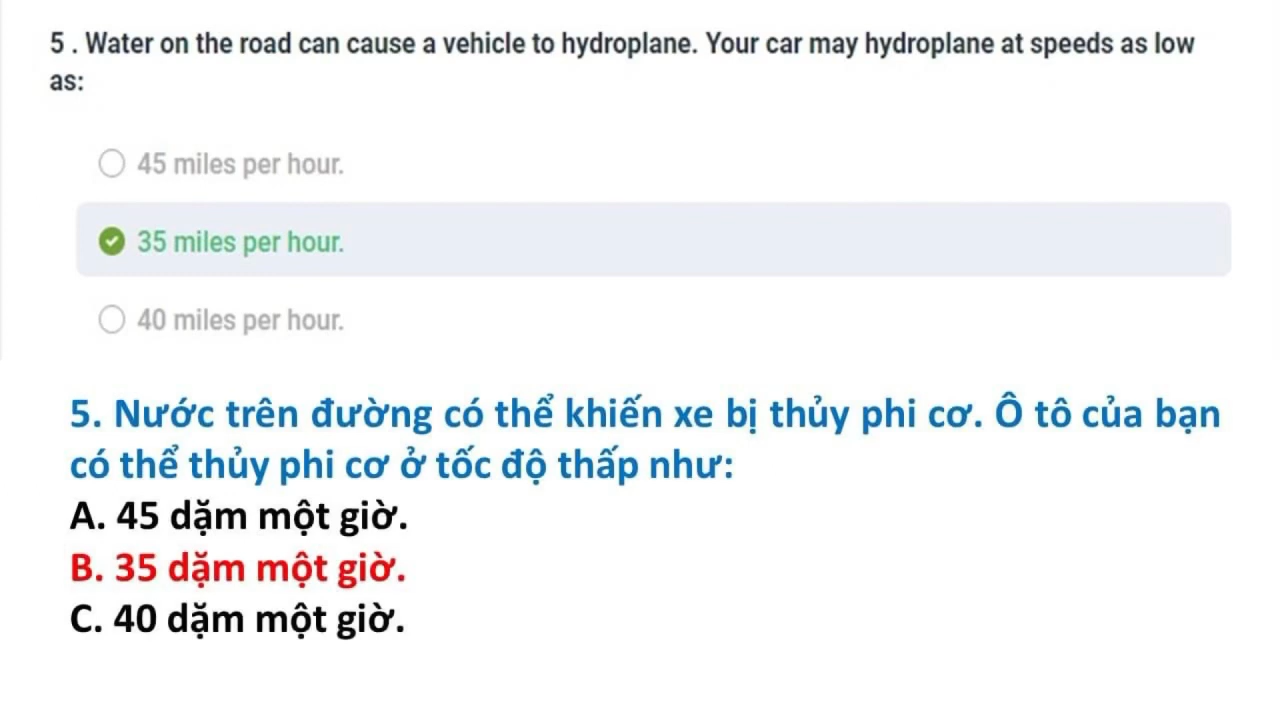 5 . Water on the road can cause a vehicle to hydroplane. Your car may hydroplane at speeds as low
as:
45 miles per hour.
35 miles per hour.
40 miles per hour.
5. Nước trên đường có thể khiến xe bị thủy phi cơ. Ô tô của bạn
có thể thủy phi cơ ở tốc độ thấp như:
A. 45 dặm một giờ.
B. 35 dặm một giờ.
C. 40 dặm một giờ.